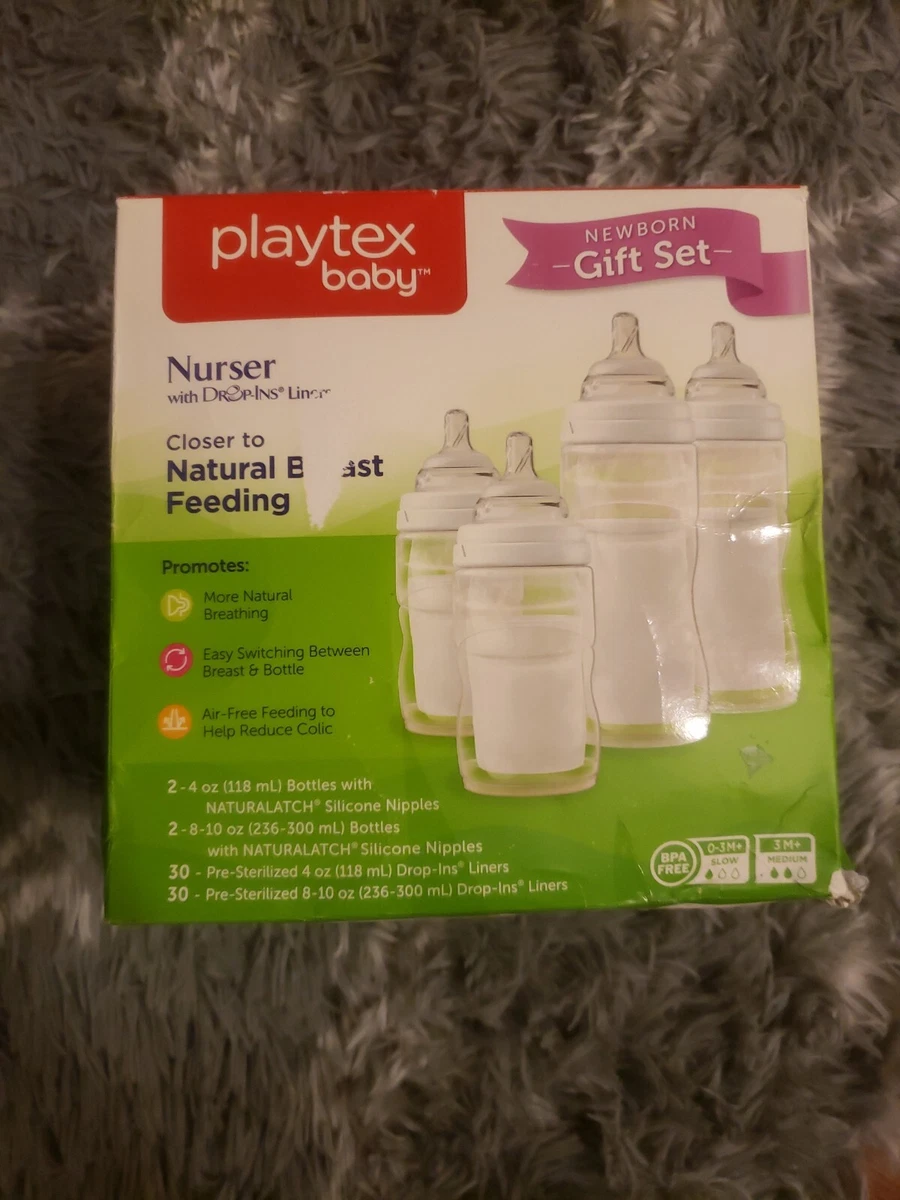 playtex
baby™
NEWBORN
Gift Set
Nurser
with DROP-INS®
Closer to
Natural
Feeding
Promotes:
More Natural
Breathing
Easy Switching Between
Breast & Bottle
Air-Free Feeding to
Help Reduce Colic
2 - 4 oz (118 mL) Bottles with
NATURALATCH® Silicone Nipples
2 - 8-10 oz (236-300 mL) Bottles
with NATURALATCH® Silicone Nipples
30 - Pre-Sterilized 4 oz (118 mL) Drop-Ins® Liners
30 - Pre-Sterilized 8-10 oz (236-300 mL) Drop-Ins® Liners
BPA
FREE
0-3M+
SLOW
3 M+
MEDIUM